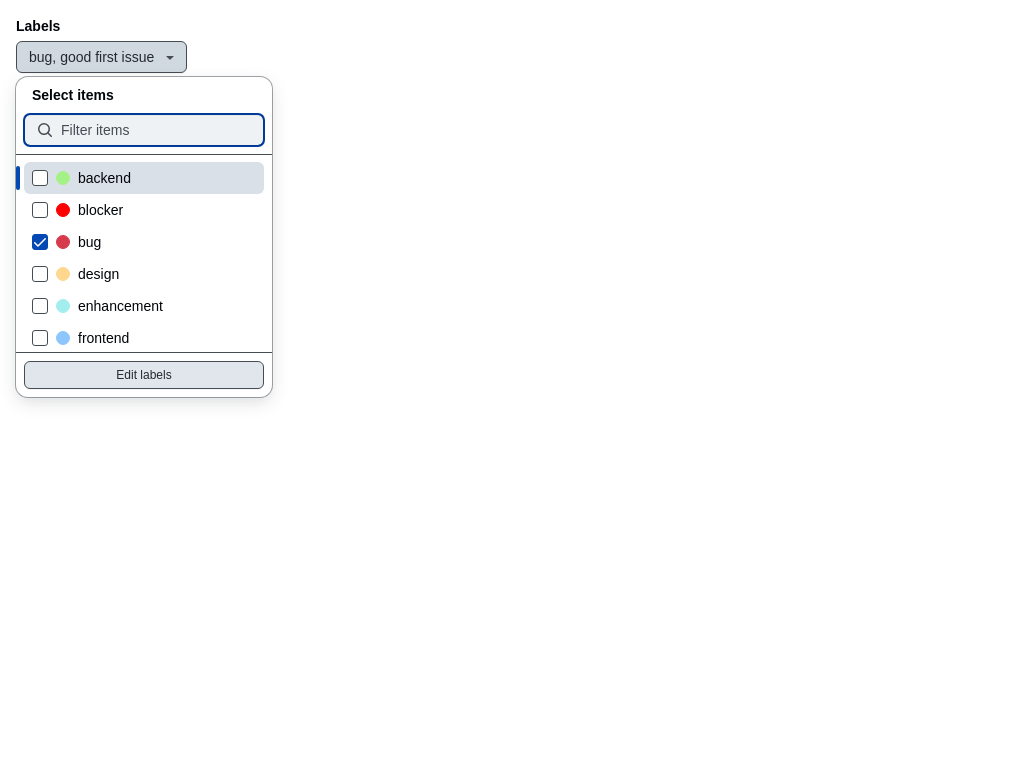 Labels
bug, good first issue
Select items
Filter items
backend
blocker
bug
design
enhancement
frontend
Edit labels